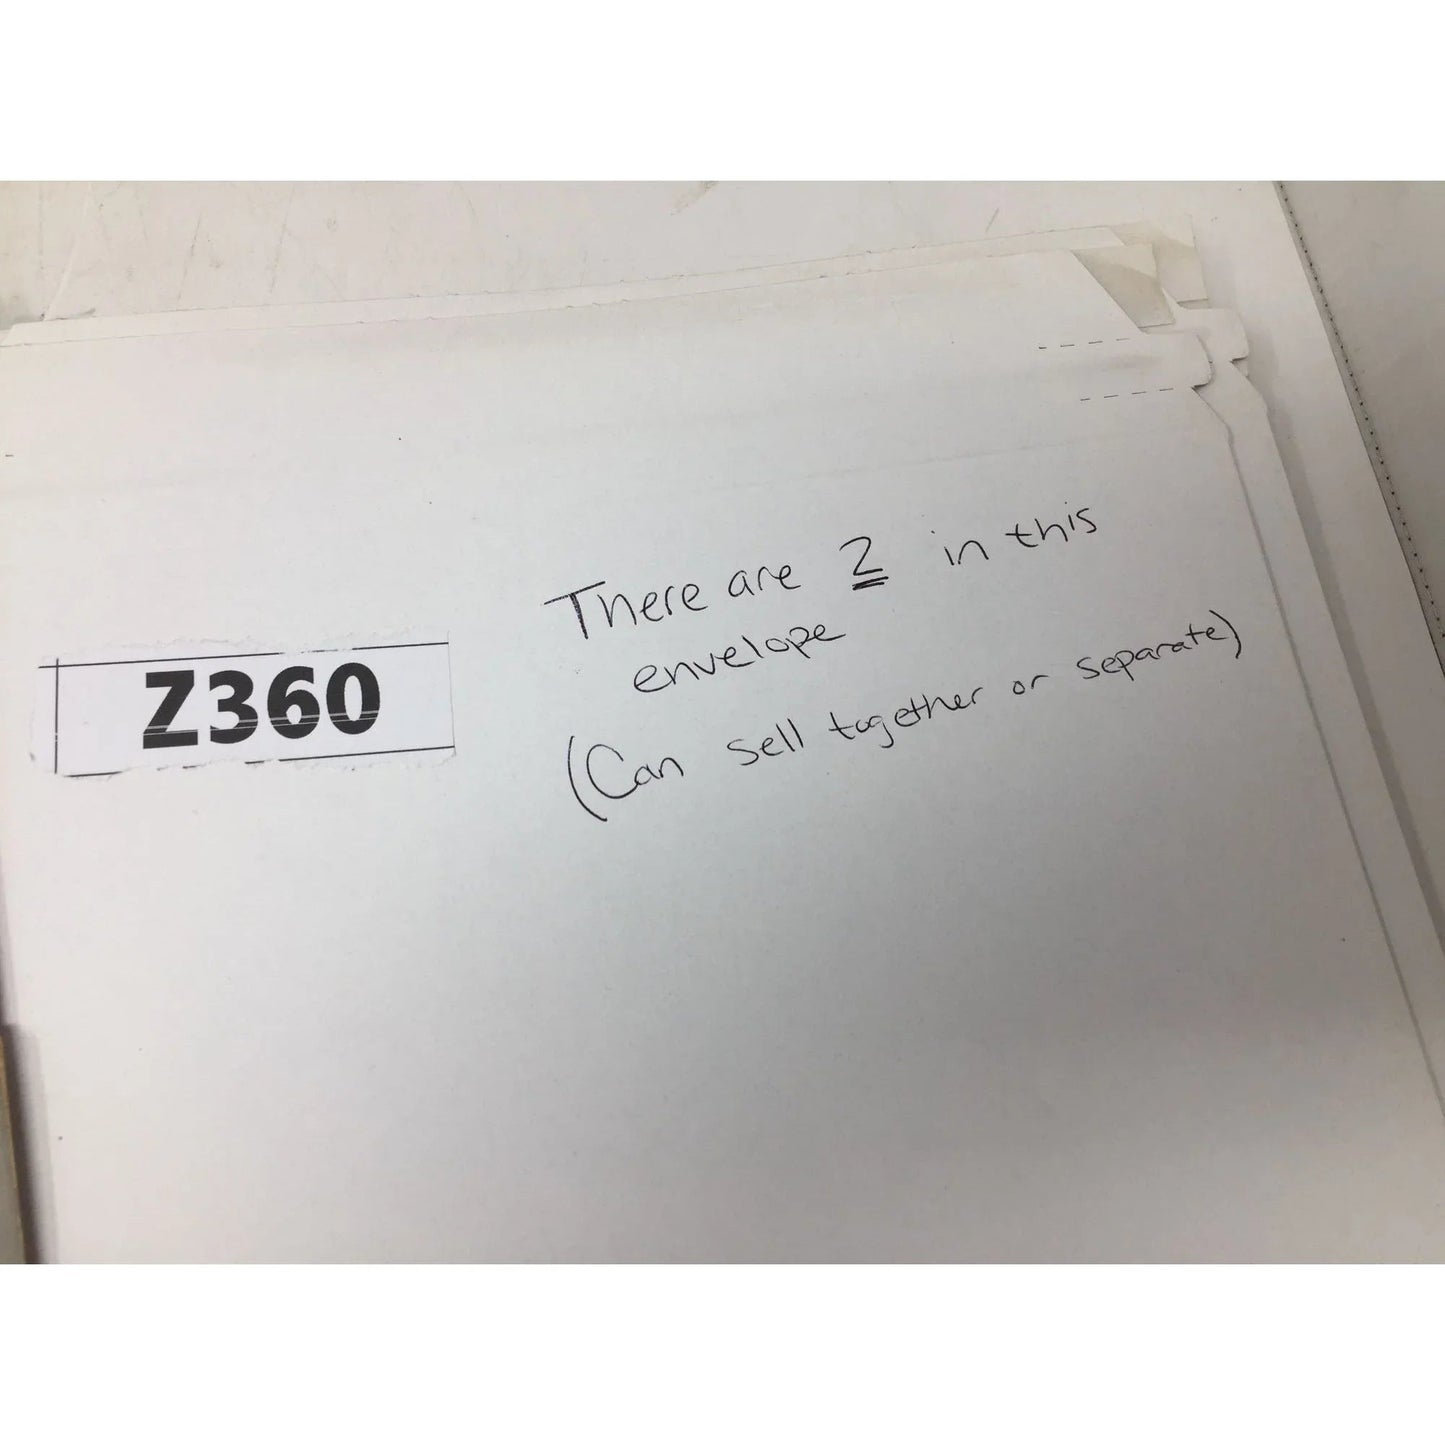 Z360
There are 2 in this
envelope
(Can sell together or separate)